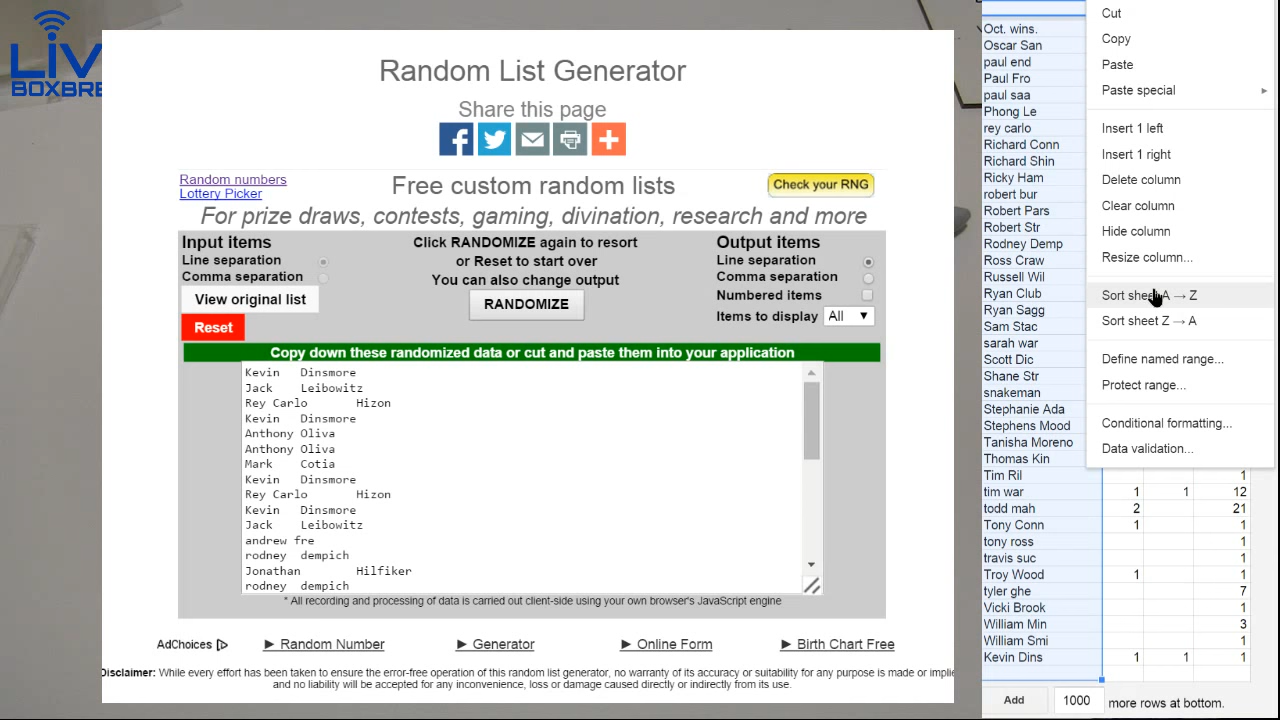 LIV
BOXBRE
Random List Generator
Share this page
Random numbers
Lottery Picker
Free custom random lists
Check your RNG
For prize draws, contests, gaming, divination, research and more
Input items
Line separation
Comma separation
View original list
Reset
Click RANDOMIZE again to resort
or Reset to start over
You can also change output
RANDOMIZE
Output items
Line separation
Comma separation
Numbered items
Items to display All
Copy down these randomized data or cut and paste them into your application
Kevin Dinsmore
Jack Leibowitz
Rey Carlo Hizon
Kevin Dinsmore
Anthony Oliva
Anthony Oliva
Mark Cotia
Kevin Dinsmore
Rey Carlo Hizon
Kevin Dinsmore
Jack Leibowitz
andrew fre
rodney dempich
Jonathan Hilfiker
rodney dempich
* All recording and processing of data is carried out client-side using your own browser's JavaScript engine
AdChoices
► Random Number
► Generator
► Online Form
► Birth Chart Free
Disclaimer: While every effort has been taken to ensure the error-free operation of this random list generator, no warranty of its accuracy or suitability for any purpose is made or implie
and no liability will be accepted for any inconvenience, loss or damage caused directly or indirectly from its use.
Oct. wins.
Oscar San
paul end
Paul Fro
paul saa
Phong Le
rey carlo
Richard Conn
Richard Shin
Ricky Ham
robert bur
Robert Pars
Robert Str
Rodney Demp
Ross Craw
Russell Wil
Ryan Club
Ryan Sagg
Sam Stac
sarah war
Scott Dic
Shane Str
snakeman
Stephanie Ada
Stephens Mood
Tanisha Moreno
Thomas Kin
Tim Ril 1
tim war 1 1 12
todd mah 2 21
Tony Conn 1 1
tony ross 1
travis suc 1
Troy Wood 1 1
tyler ghe 7
Vicki Brook 1
William Min 3
William Smi 1
Kevin Dins 1 1 1
Add 1000 more rows at bottom.
Cut
Copy
Paste
Paste special
Insert 1 left
Insert 1 right
Delete column
Clear column
Hide column
Resize column...
Sort sheet A → Z
Sort sheet Z → A
Define named range...
Protect range...
Conditional formatting...
Data validation...